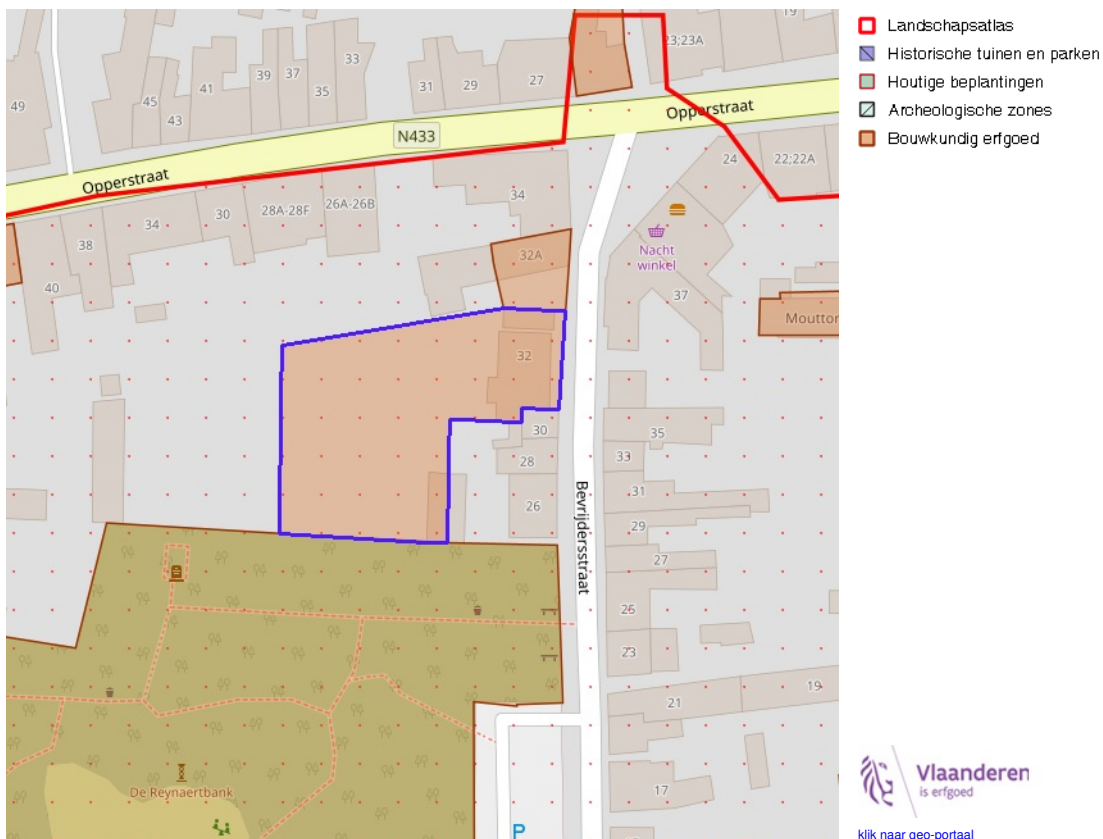 23;23A
19
33
37
39
41
45
43
49
35
31
29
27
Opperstraat
N433
Opperstraat
24
22;22A
34
30
28A-28F
26A-26B
34
38
40
32A
Nacht
winkel
37
32
30
28
26
35
33
31
29
27
25
23
21
19
17
Bevrijdersstraat
De Reynaertbank
P
Landschapsatlas
Historische tuinen en parken
Houtige beplantingen
Archeologische zones
Bouwkundig erfgoed
Vlaanderen
is erfgoed
klik naar geo-portaal